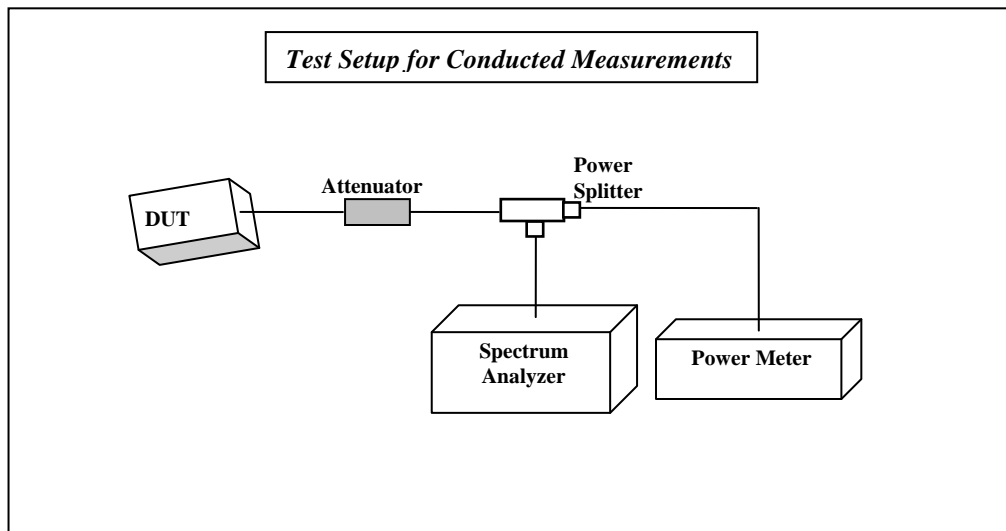 Test Setup for Conducted Measurements
Power
Splitter
Attenuator
DUT
Spectrum
Analyzer
Power Meter